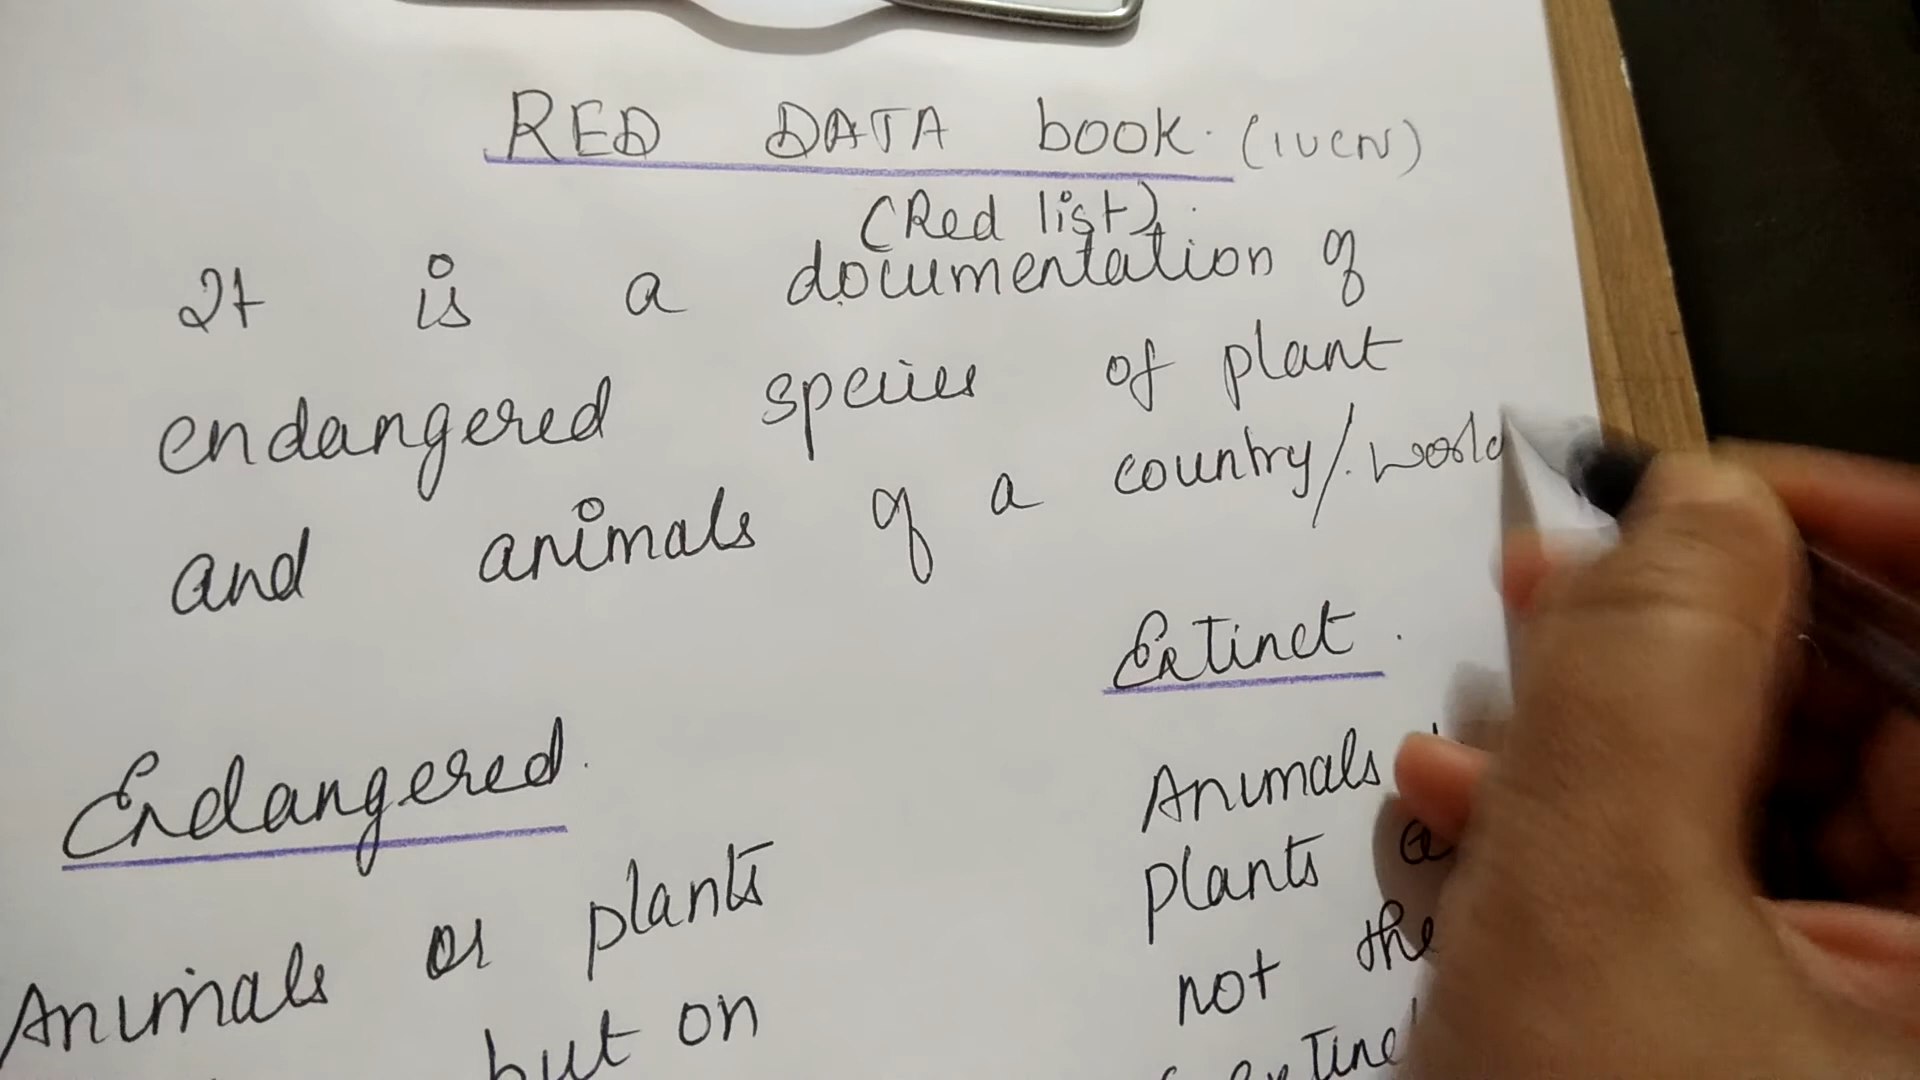 RED DATA book. (IUCN)
(Red list).
It is a documentation of
endangered species of plant
and animals of a country/. world
Endangered.
Animals or plants
but on
Extinct.
Animals
plants a
not the